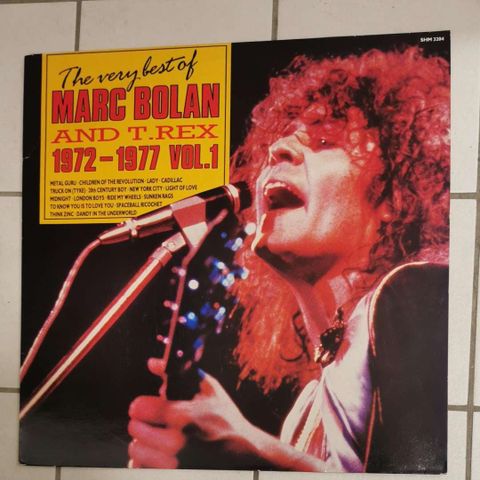 SHM 3284
The very best of
MARC BOLAN
AND T.REX
1972-1977 VOL.1
METAL GURU · CHILDREN OF THE REVOLUTION · LADY · CADILLAC
TRUCK ON (TYKE) · 20th CENTURY BOY · NEW YORK CITY · LIGHT OF LOVE
MIDNIGHT · LONDON BOYS · RIDE MY WHEELS · SUNKEN RAGS
TO KNOW YOU IS TO LOVE YOU · SPACEBALL RICOCHET
THINK ZINC · DANDY IN THE UNDERWORLD